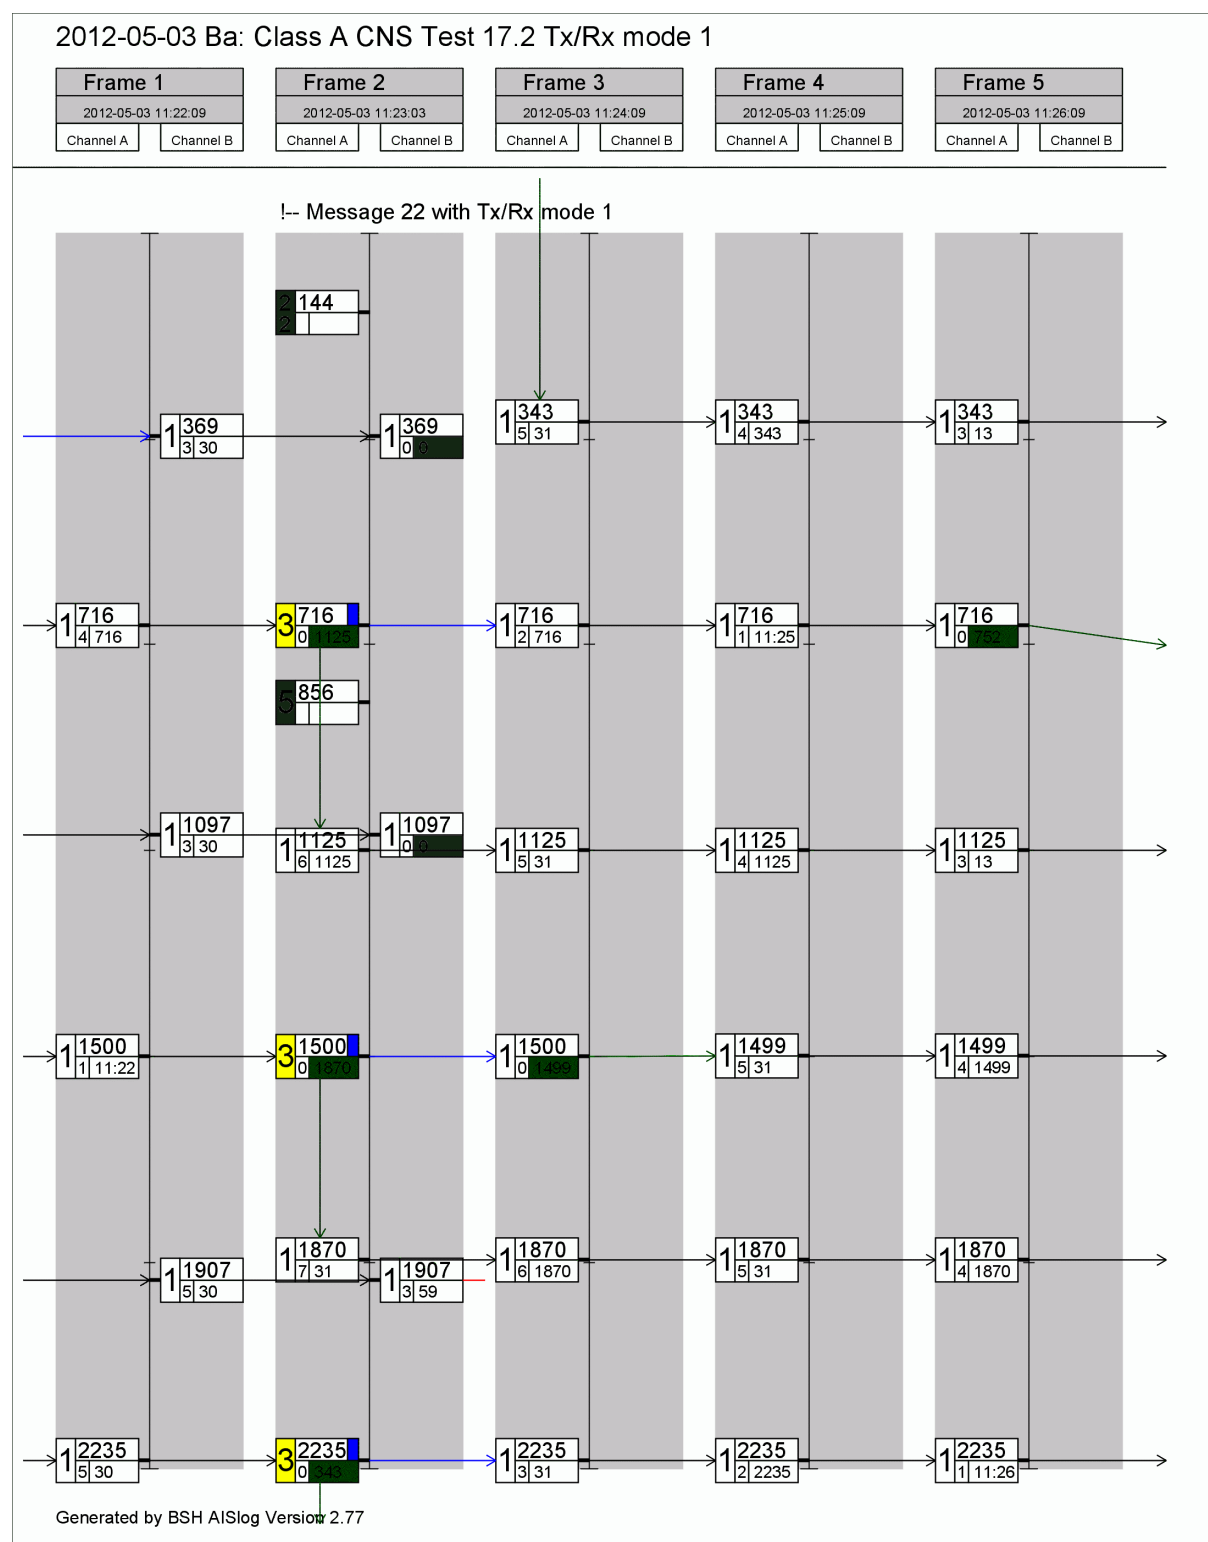 2012-05-03 Ba: Class A CNS Test 17.2 Tx/Rx mode 1
Frame 1 Frame 2 Frame 3 Frame 4 Frame 5
2012-05-03 11:22:09 2012-05-03 11:23:03 2012-05-03 11:24:09 2012-05-03 11:25:09 2012-05-03 11:26:09
Channel A Channel B Channel A Channel B Channel A Channel B Channel A Channel B Channel A Channel B
!-- Message 22 with Tx/Rx mode 1
2 144
2
1 343 1 343 1 343
5 31 4 343 3 13
1 369 1 369
3 30 0 0
1 716 3 716 1 716 1 716 1 716
4 716 0 1125 2 716 1 11:25 0 752
5 856
1 1097 1 1097
3 30 0 0
1 1125 1 1125 1 1125 1 1125
6 1125 5 31 4 1125 3 13
1 1500 3 1500 1 1500 1 1499 1 1499
1 11:22 0 1870 0 1499 5 31 4 1499
1 1870 1 1870 1 1870 1 1870
7 31 6 1870 5 31 4 1870
1 1907 1 1907
5 30 3 59
1 2235 3 2235 1 2235 1 2235 1 2235
5 30 0 343 3 31 2 2235 1 11:26
Generated by BSH AISlog Version 2.77